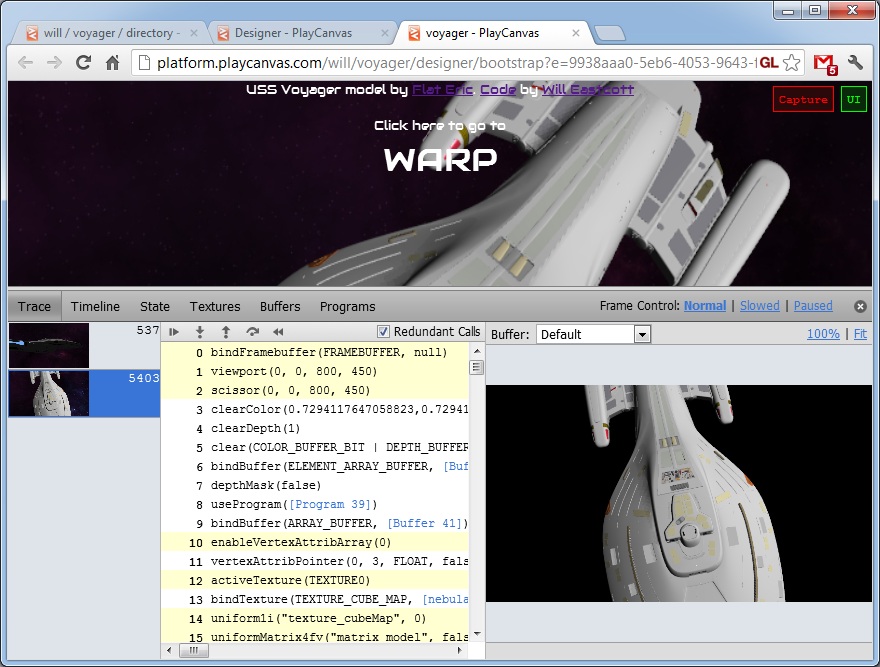 will / voyager / directory -
Designer - PlayCanvas
voyager - PlayCanvas
platform.playcanvas.com/will/voyager/designer/bootstrap?e=9938aaa0-5eb6-4053-9643-f
GL
5
USS Voyager model by Flat Eric. Code by Will Eastcott
Capture
UI
Click here to go to
WARP
Trace Timeline State Textures Buffers Programs
Frame Control: Normal | Slowed | Paused
537
5403
Redundant Calls
Buffer: Default
100% | Fit
0 bindFramebuffer(FRAMEBUFFER, null)
1 viewport(0, 0, 800, 450)
2 scissor(0, 0, 800, 450)
3 clearColor(0.7294117647058823,0.72941
4 clearDepth(1)
5 clear(COLOR_BUFFER_BIT | DEPTH_BUFFER
6 bindBuffer(ELEMENT_ARRAY_BUFFER, [Buf
7 depthMask(false)
8 useProgram([Program 39])
9 bindBuffer(ARRAY_BUFFER, [Buffer 41])
10 enableVertexAttribArray(0)
11 vertexAttribPointer(0, 3, FLOAT, fals
12 activeTexture(TEXTURE0)
13 bindTexture(TEXTURE_CUBE_MAP, [nebula
14 uniform1i("texture_cubeMap", 0)
15 uniformMatrix4fv("matrix_model", fals